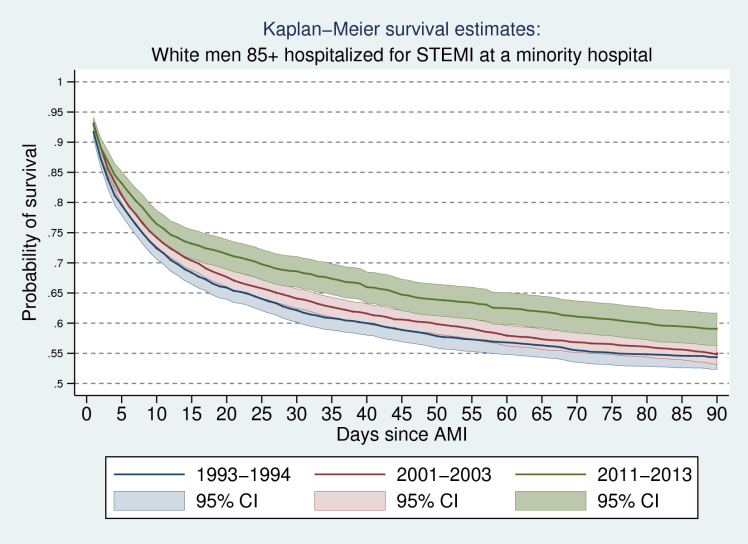 Kaplan−Meier survival estimates:
White men 85+ hospitalized for STEMI at a minority hospital
Probability of survival
1
.95
.9
.85
.8
.75
.7
.65
.6
.55
.5
0 5 10 15 20 25 30 35 40 45 50 55 60 65 70 75 80 85 90
Days since AMI
1993−1994 2001−2003 2011−2013
95% CI 95% CI 95% CI